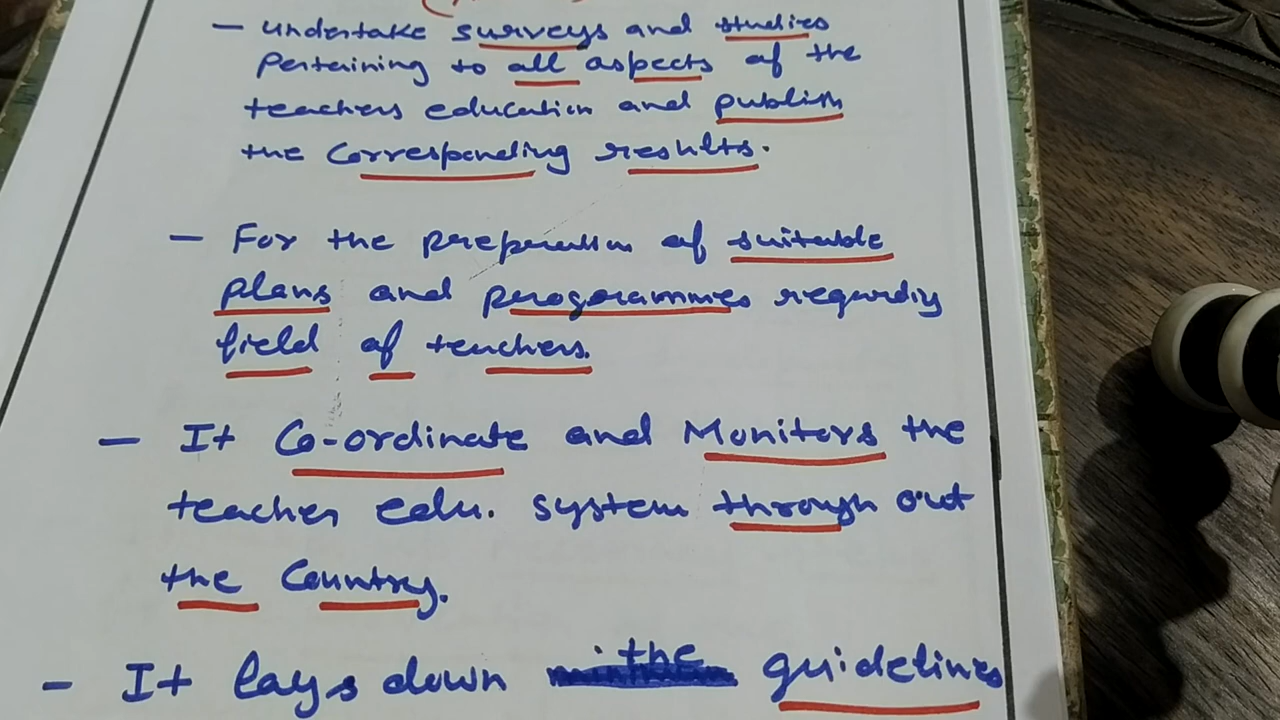 - undertake surveys and studies
pertaining to all aspects of the
teachers education and publish
the corresponding results.
- For the preperation of suitable
plans and programmes regarding
field of teachers.
- It Co-ordinate and Monitors the
teacher edu. system through out
the Country.
- It lays down the guidelines